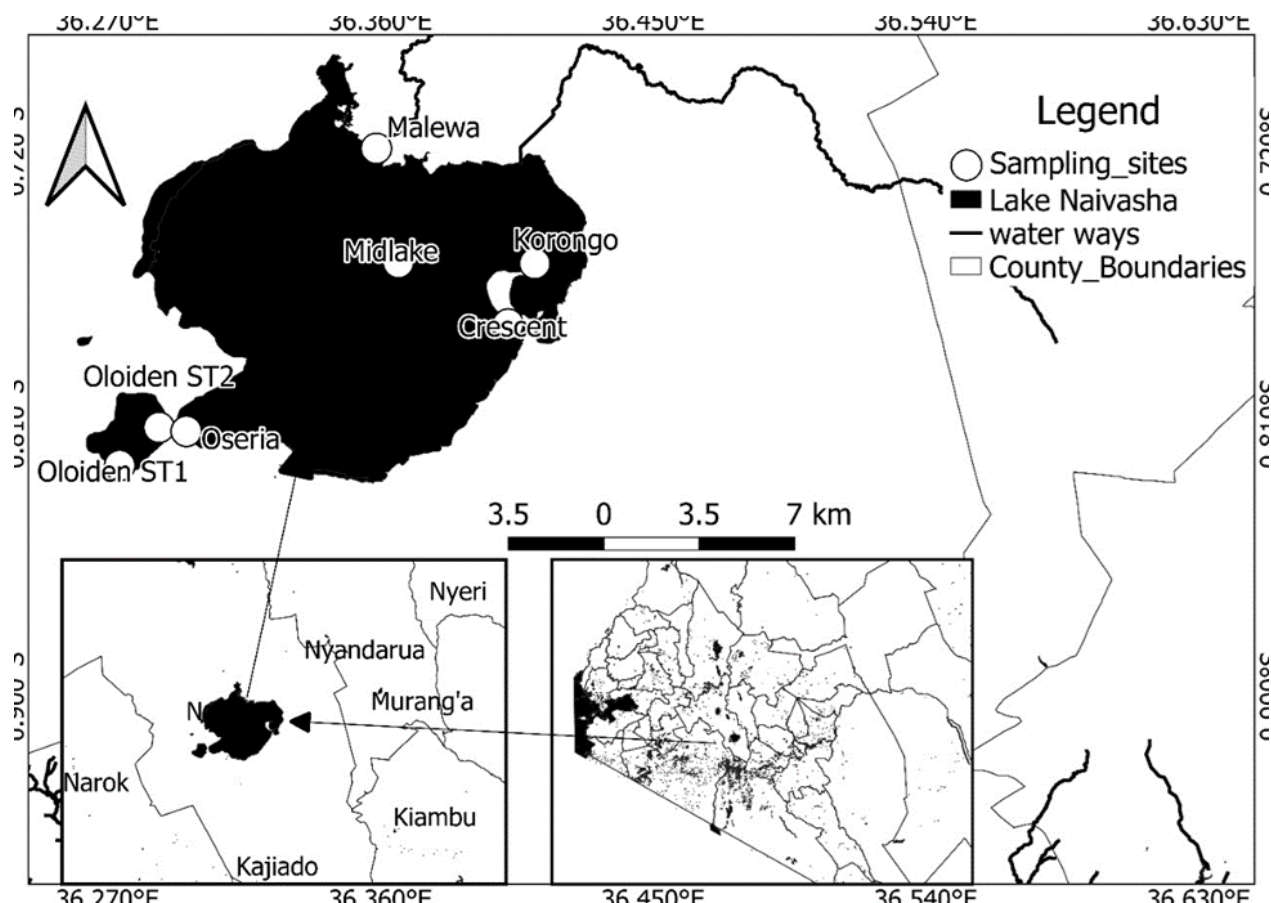 36.270°E 36.360°E 36.450°E 36.540°E 36.630°E
Legend
Sampling_sites
Lake Naivasha
water ways
County_Boundaries
Malewa
Korongo
Midlake
Crescent
Oloiden ST2
Oseria
Oloiden ST1
3.5 0 3.5 7 km
Nyeri
Nyandarua
Murang'a
N
Narok
Kiambu
Kajiado
36.270°E 36.360°E 36.450°E 36.540°E 36.630°E